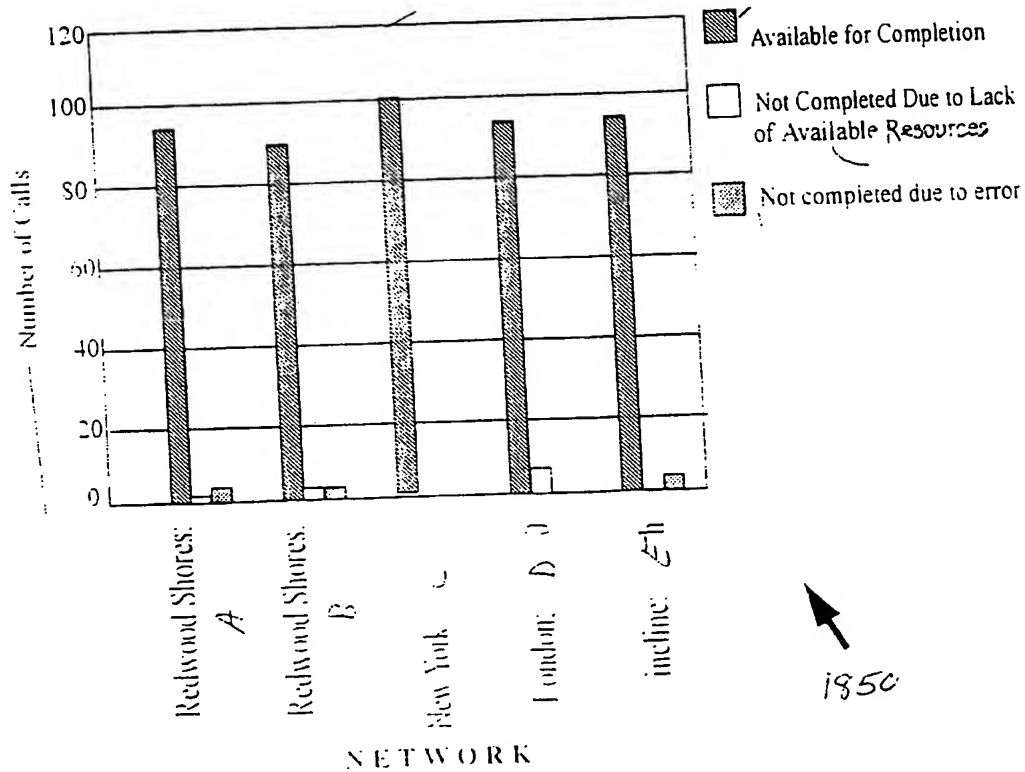 120
100
80
60
40
20
0
Number of Calls
Available for Completion
Not Completed Due to Lack
of Available Resources
Not completed due to error
Redwood Shores:
A
Redwood Shores:
B
New York
C
London:
D
incline:
E
NETWORK
1850